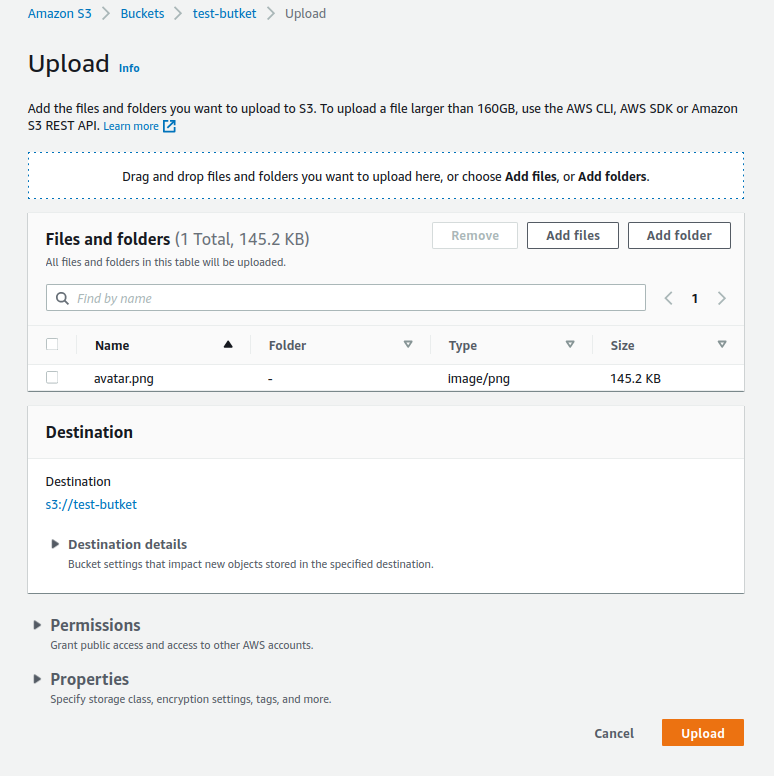 Amazon S3 > Buckets > test-butket > Upload
Upload Info
Add the files and folders you want to upload to S3. To upload a file larger than 160GB, use the AWS CLI, AWS SDK or Amazon
S3 REST API. Learn more
Drag and drop files and folders you want to upload here, or choose Add files, or Add folders.
Files and folders (1 Total, 145.2 KB)
Remove
Add files
Add folder
All files and folders in this table will be uploaded.
Find by name
1
Name Folder Type Size
avatar.png - image/png 145.2 KB
Destination
Destination
s3://test-butket
Destination details
Bucket settings that impact new objects stored in the specified destination.
Permissions
Grant public access and access to other AWS accounts.
Properties
Specify storage class, encryption settings, tags, and more.
Cancel Upload